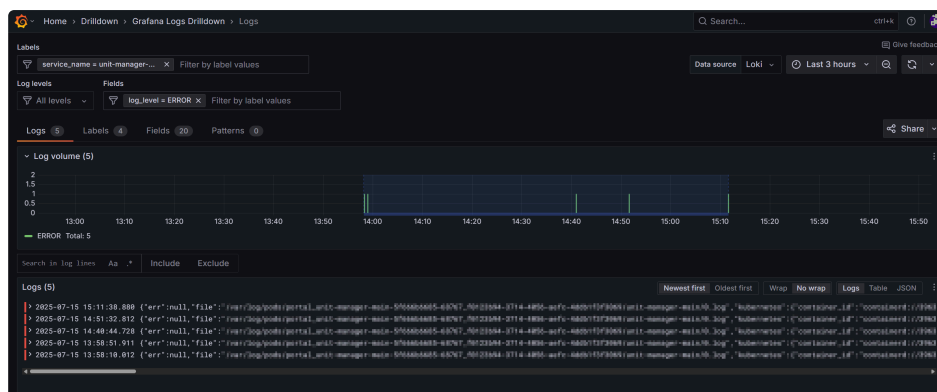 Home › Drilldown › Grafana Logs Drilldown › Logs
Search... ctrl+k
Give feedback
Labels
service_name = unit-manager-... × Filter by label values
Data source Loki Last 3 hours
Log levels Fields
All levels log_level = ERROR × Filter by label values
Logs 5 Labels 4 Fields 20 Patterns 0
Share
Log volume (5)
2
1.5
1
0.5
0
13:00 13:10 13:20 13:30 13:40 13:50 14:00 14:10 14:20 14:30 14:40 14:50 15:00 15:10 15:20 15:30 15:40 15:50
ERROR Total: 5
Search in log lines Aa .* Include Exclude
Logs (5)
Newest first Oldest first Wrap No wrap Logs Table JSON
> 2025-07-15 15:11:38.880 {"err":null,"file":"
> 2025-07-15 14:51:32.812 {"err":null,"file":"
> 2025-07-15 14:40:44.728 {"err":null,"file":"
> 2025-07-15 13:58:51.911 {"err":null,"file":"
> 2025-07-15 13:58:10.012 {"err":null,"file":"